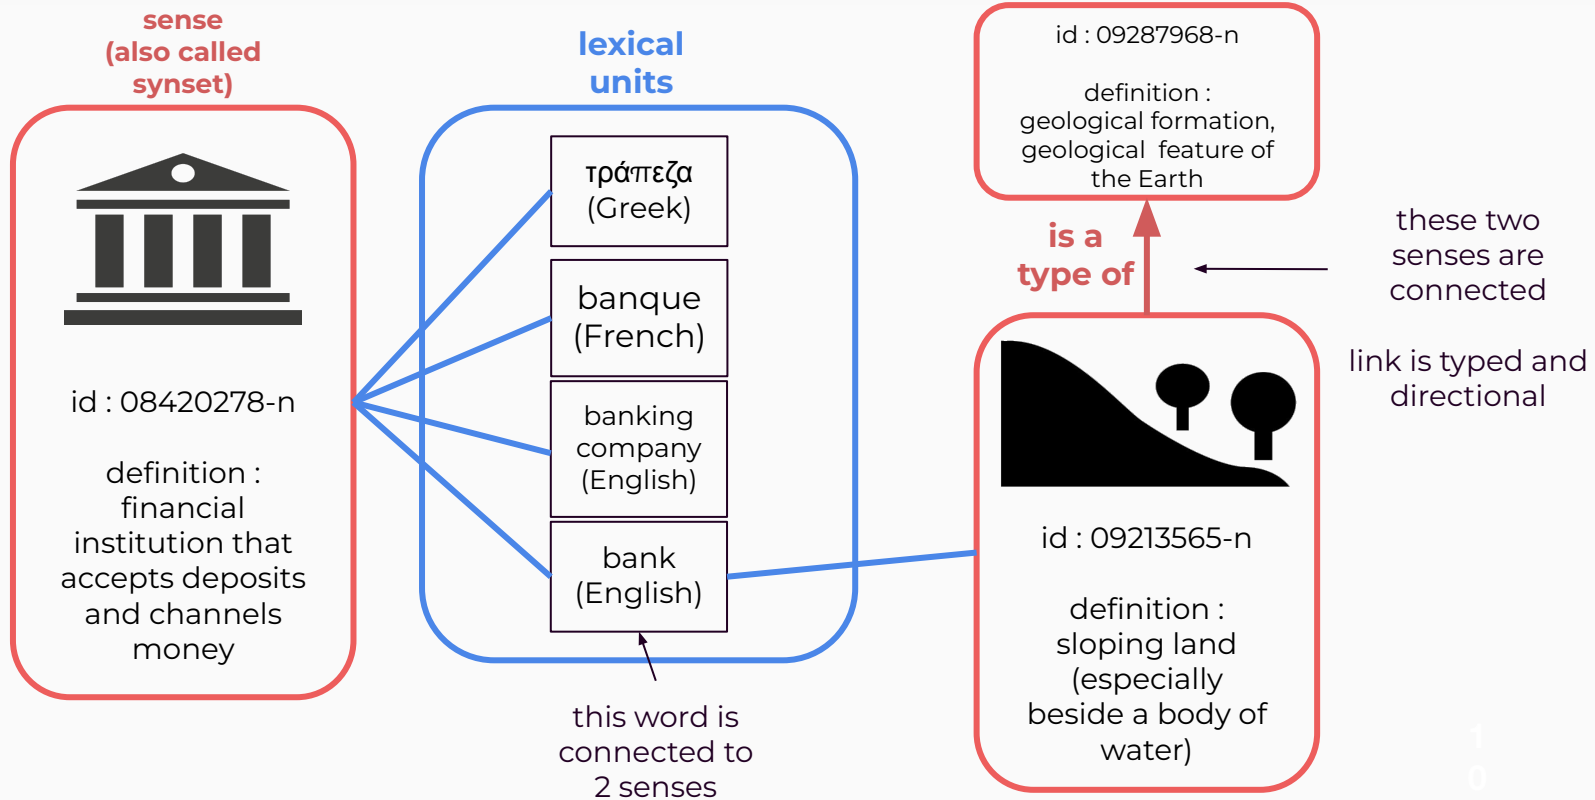 sense
(also called
synset)
id : 08420278-n
definition :
financial
institution that
accepts deposits
and channels
money
lexical
units
τράπεζα
(Greek)
banque
(French)
banking
company
(English)
bank
(English)
this word is
connected to
2 senses
id : 09287968-n
definition :
geological formation,
geological feature of
the Earth
is a
type of
id : 09213565-n
definition :
sloping land
(especially
beside a body of
water)
these two
senses are
connected
link is typed and
directional
1
0